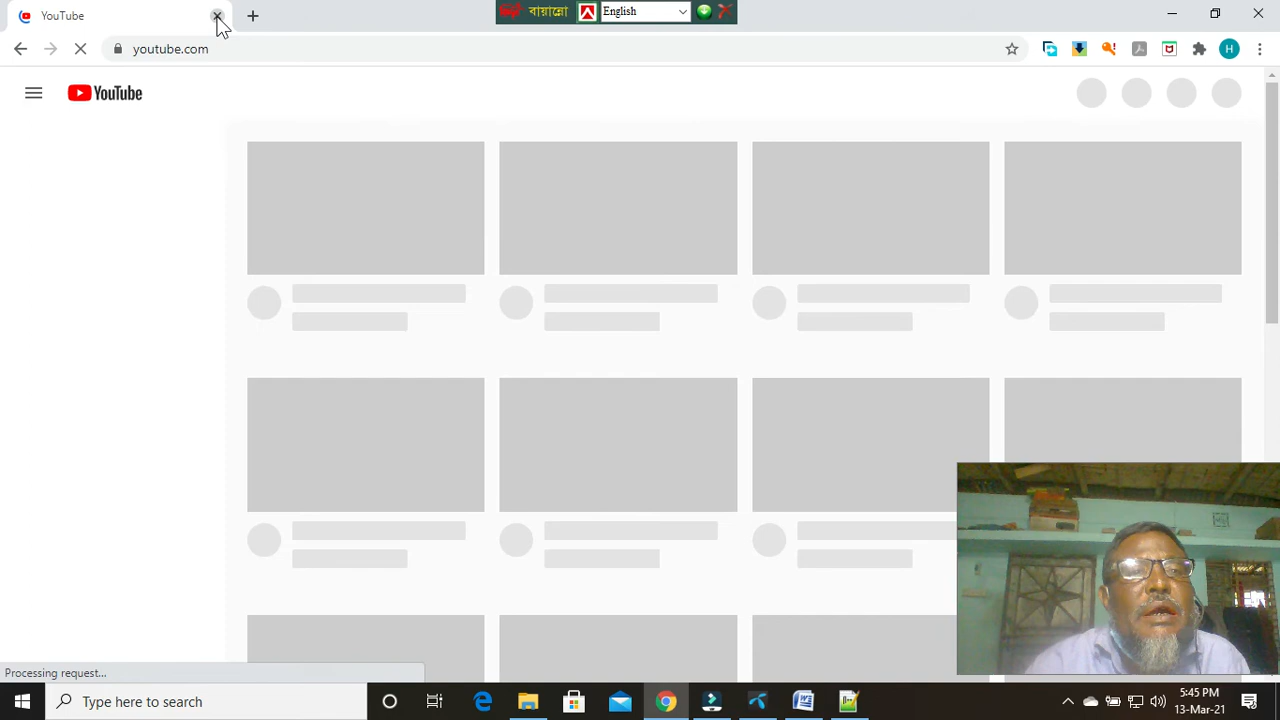 YouTube
বায়ান্নো
English
youtube.com
H
YouTube
Processing request...
Type here to search
5:45 PM
13-Mar-21